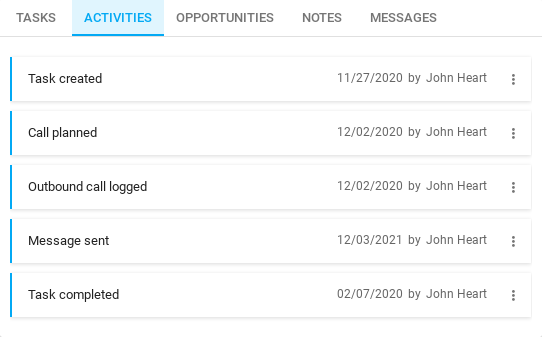 TASKS ACTIVITIES OPPORTUNITIES NOTES MESSAGES
Task created 11/27/2020 by John Heart
Call planned 12/02/2020 by John Heart
Outbound call logged 12/02/2020 by John Heart
Message sent 12/03/2021 by John Heart
Task completed 02/07/2020 by John Heart